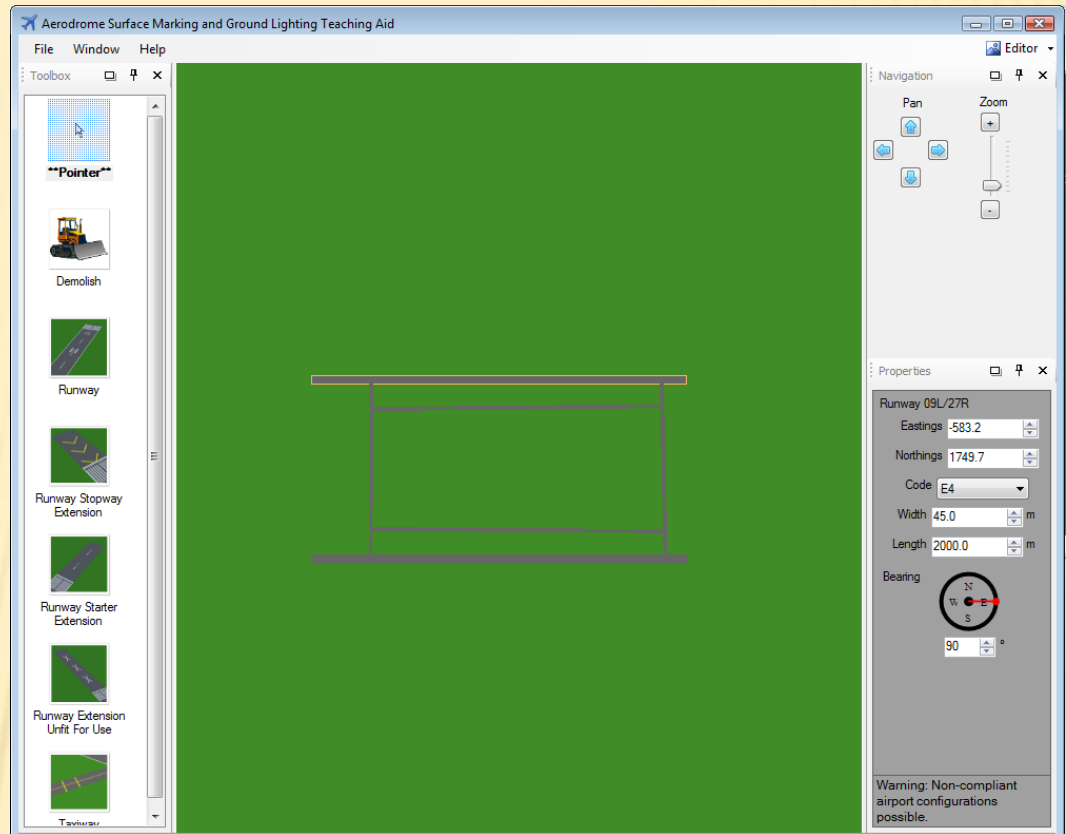 Aerodrome Surface Marking and Ground Lighting Teaching Aid
File Window Help
Editor
Toolbox
**Pointer**
Demolish
Runway
Runway Stopway
Extension
Runway Starter
Extension
Runway Extension
Unfit For Use
Taxiway
Navigation
Pan
Zoom
+
-
Properties
Runway 09L/27R
Eastings -583.2
Northings 1749.7
Code E4
Width 45.0 m
Length 2000.0 m
Bearing
N
W E
S
90 °
Warning: Non-compliant
airport configurations
possible.